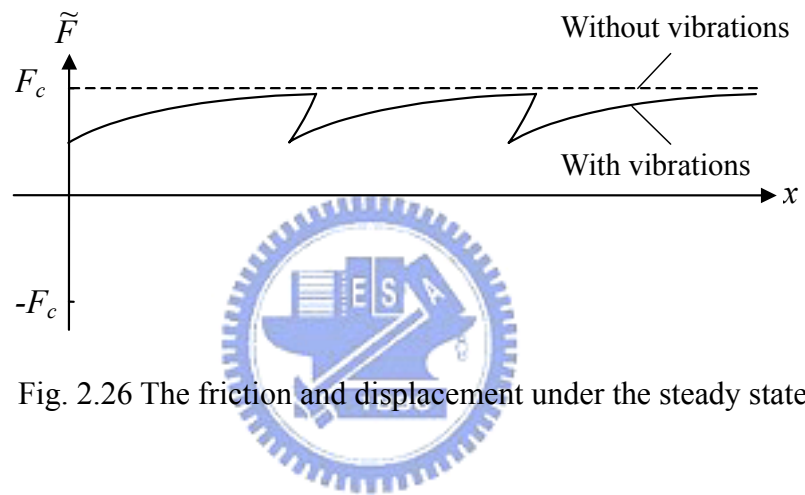 F̃
Without vibrations
F_c
With vibrations
x
E S A
-F_c
Fig. 2.26 The friction and displacement under the steady state